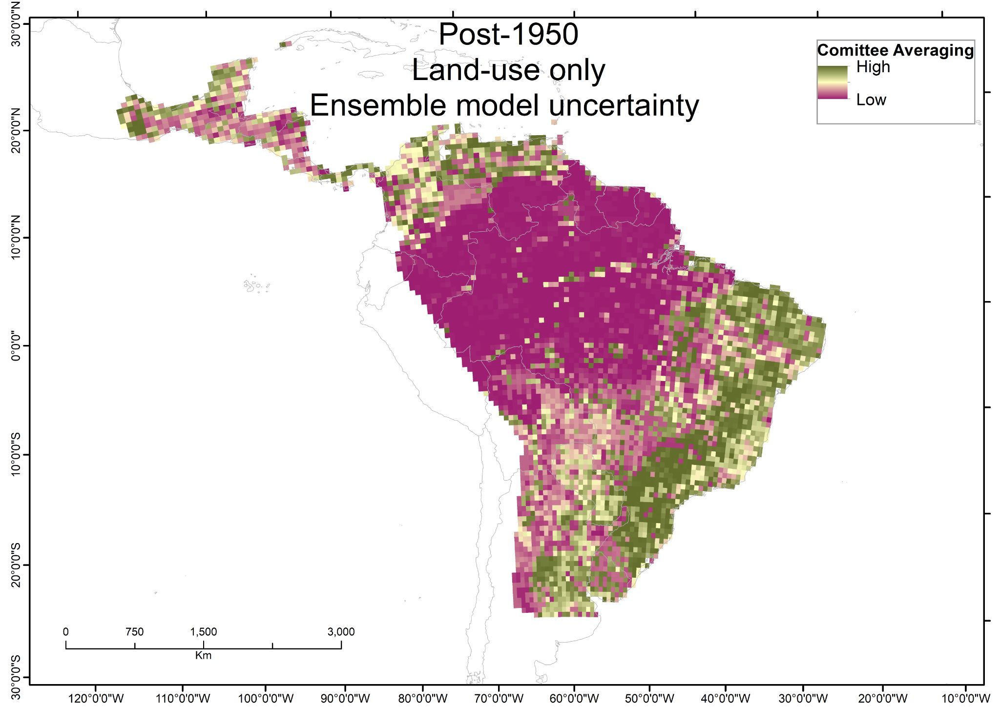 Post-1950
Land-use only
Ensemble model uncertainty
Comittee Averaging
High
Low
30°0'0"N
20°0'0"N
10°0'0"N
0°0'0"
10°0'0"S
20°0'0"S
30°0'0"S
0 750 1,500 3,000
Km
120°0'0"W 110°0'0"W 100°0'0"W 90°0'0"W 80°0'0"W 70°0'0"W 60°0'0"W 50°0'0"W 40°0'0"W 30°0'0"W 20°0'0"W 10°0'0"W